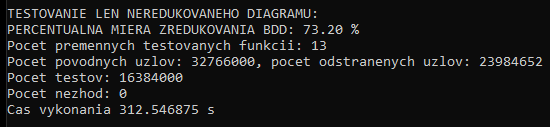 TESTOVANIE LEN NEREDUKOVANEHO DIAGRAMU:
PERCENTUALNA MIERA ZREDUKOVANIA BDD: 73.20 %
Pocet premennych testovanych funkcii: 13
Pocet povodnych uzlov: 32766000, pocet odstranenych uzlov: 23984652
Pocet testov: 16384000
Pocet nezhod: 0
Cas vykonania 312.546875 s